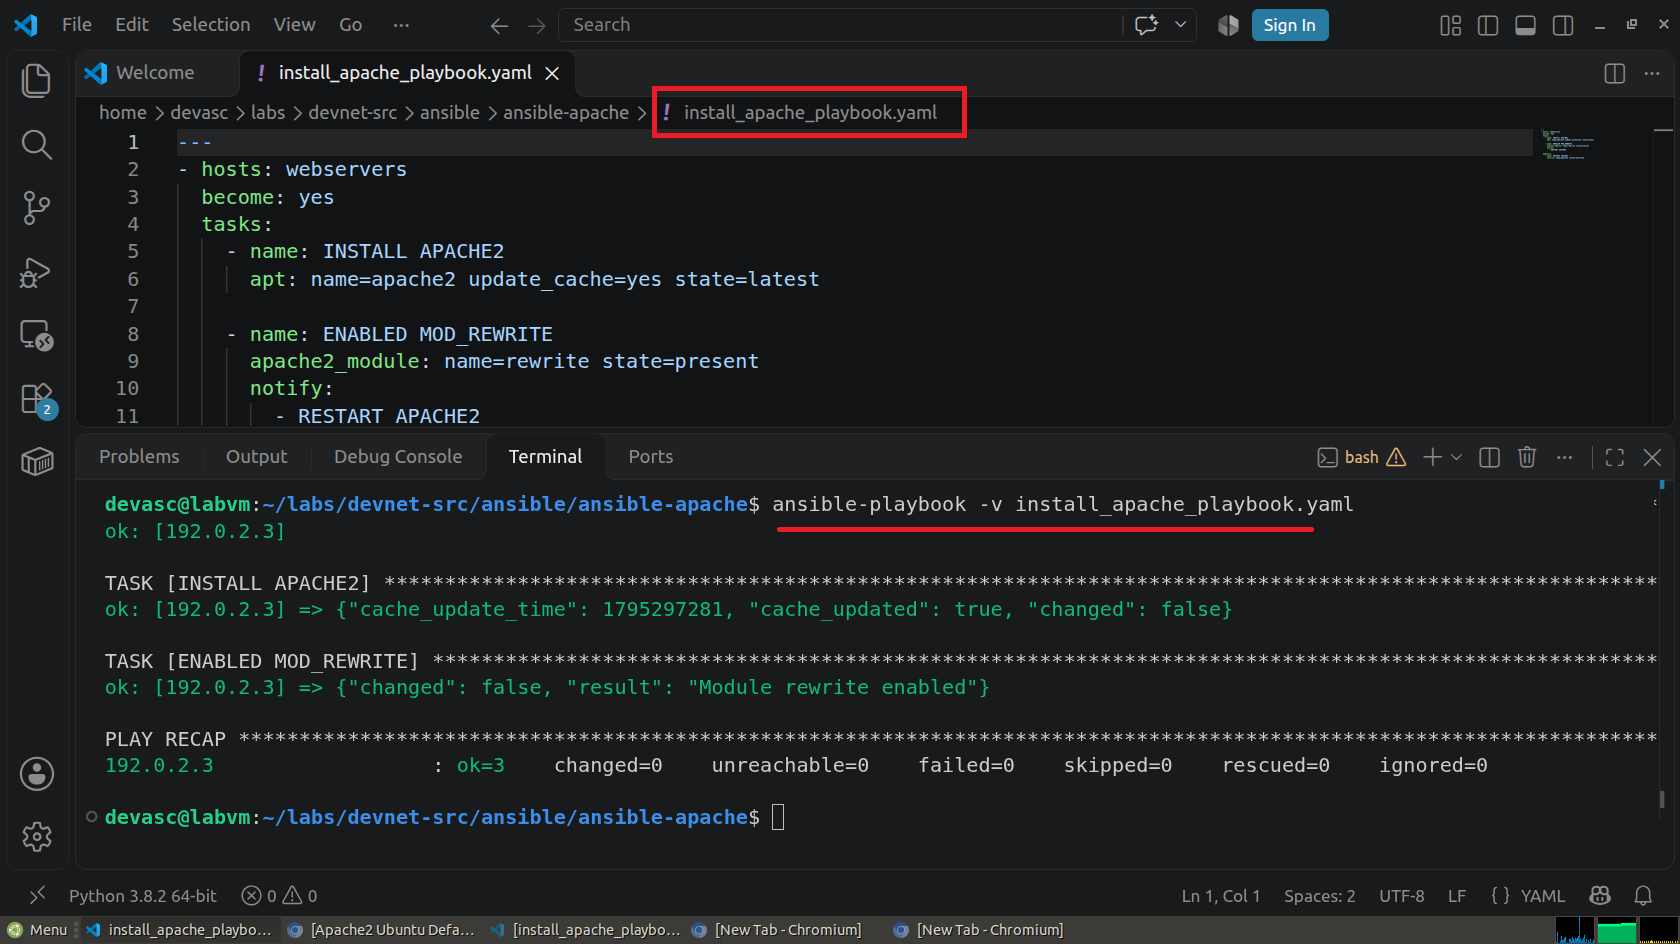 File Edit Selection View Go ··· Search Sign In
Welcome ! install_apache_playbook.yaml
home > devasc > labs > devnet-src > ansible > ansible-apache > ! install_apache_playbook.yaml
1 ---
2 - hosts: webservers
3 become: yes
4 tasks:
5 - name: INSTALL APACHE2
6 apt: name=apache2 update_cache=yes state=latest
7
8 - name: ENABLED MOD_REWRITE
9 apache2_module: name=rewrite state=present
10 notify:
11 - RESTART APACHE2
2
Problems Output Debug Console Terminal Ports bash
devasc@labvm:~/labs/devnet-src/ansible/ansible-apache$ ansible-playbook -v install_apache_playbook.yaml
ok: [192.0.2.3]
TASK [INSTALL APACHE2] *********************************************************************************************************
ok: [192.0.2.3] => {"cache_update_time": 1795297281, "cache_updated": true, "changed": false}
TASK [ENABLED MOD_REWRITE] *****************************************************************************************************
ok: [192.0.2.3] => {"changed": false, "result": "Module rewrite enabled"}
PLAY RECAP *********************************************************************************************************************
192.0.2.3 : ok=3 changed=0 unreachable=0 failed=0 skipped=0 rescued=0 ignored=0
devasc@labvm:~/labs/devnet-src/ansible/ansible-apache$
Python 3.8.2 64-bit 0 0 Ln 1, Col 1 Spaces: 2 UTF-8 LF {} YAML
Menu install_apache_playbo... [Apache2 Ubuntu Defa... [install_apache_playbo... [New Tab - Chromium] [New Tab - Chromium]